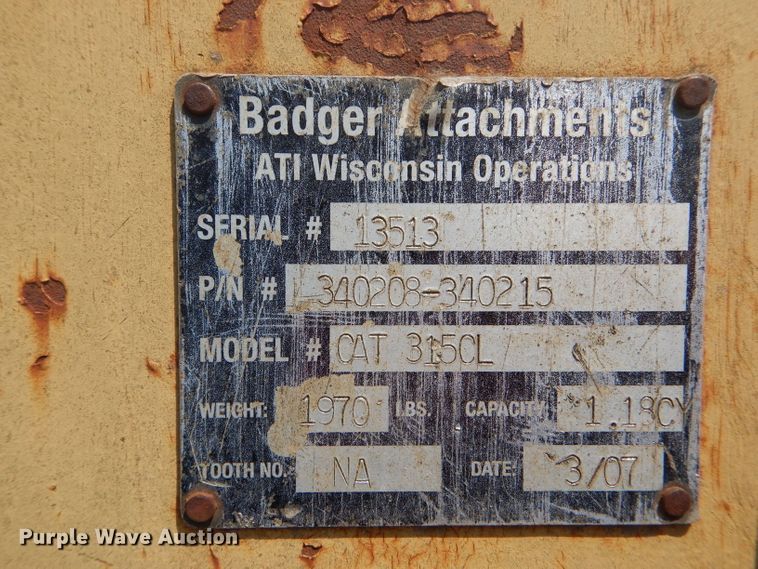 Badger Attachments
ATI Wisconsin Operations
SERIAL # 13513
P/N # 340208-340215
MODEL # CAT 315CL
WEIGHT: 1970 LBS. CAPACITY: 1.18CY
TOOTH NO. NA DATE: 3/07
Purple Wave Auction